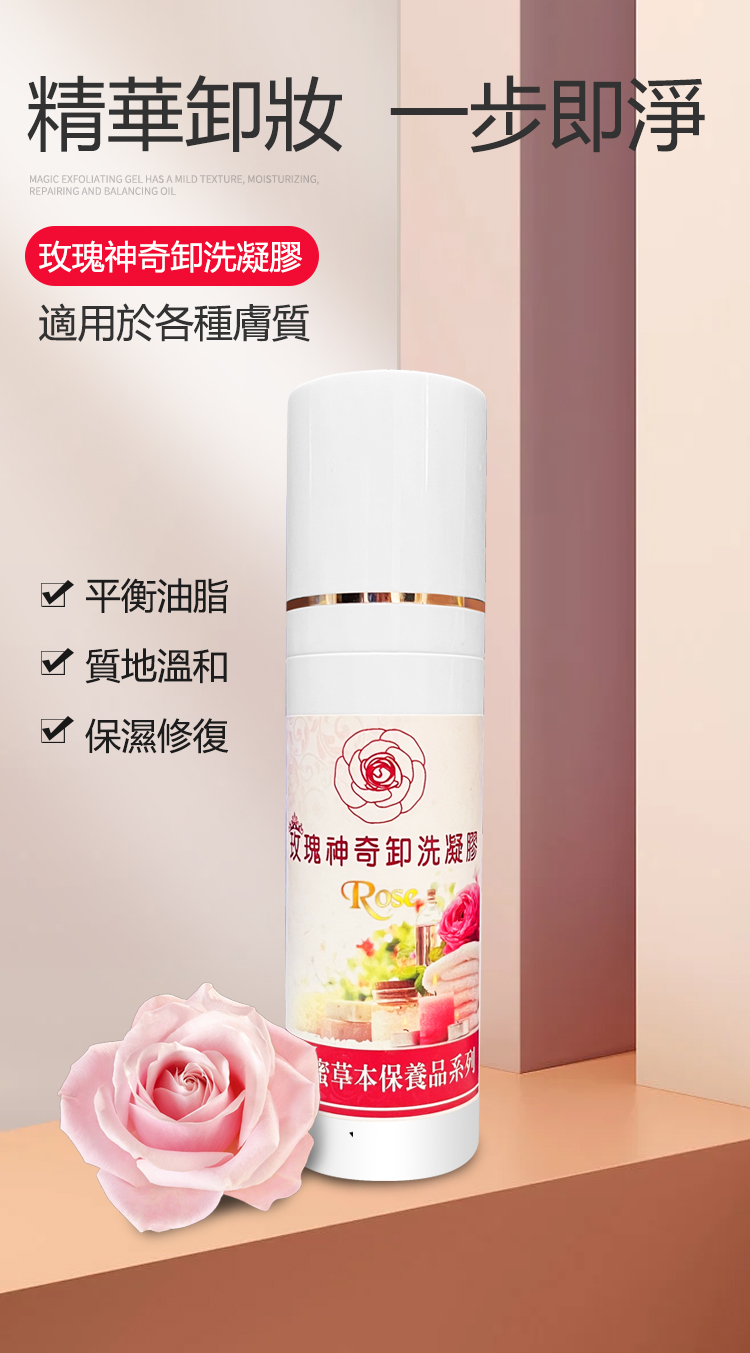 精華卸妝 一步即淨
MAGIC EXFOLIATING GEL HAS A MILD TEXTURE, MOISTURIZING,
REPAIRING AND BALANCING OIL
玫瑰神奇卸洗凝膠
適用於各種膚質
平衡油脂
質地溫和
保濕修復
玫瑰神奇卸洗凝膠
Rose
蜜草本保養品系列